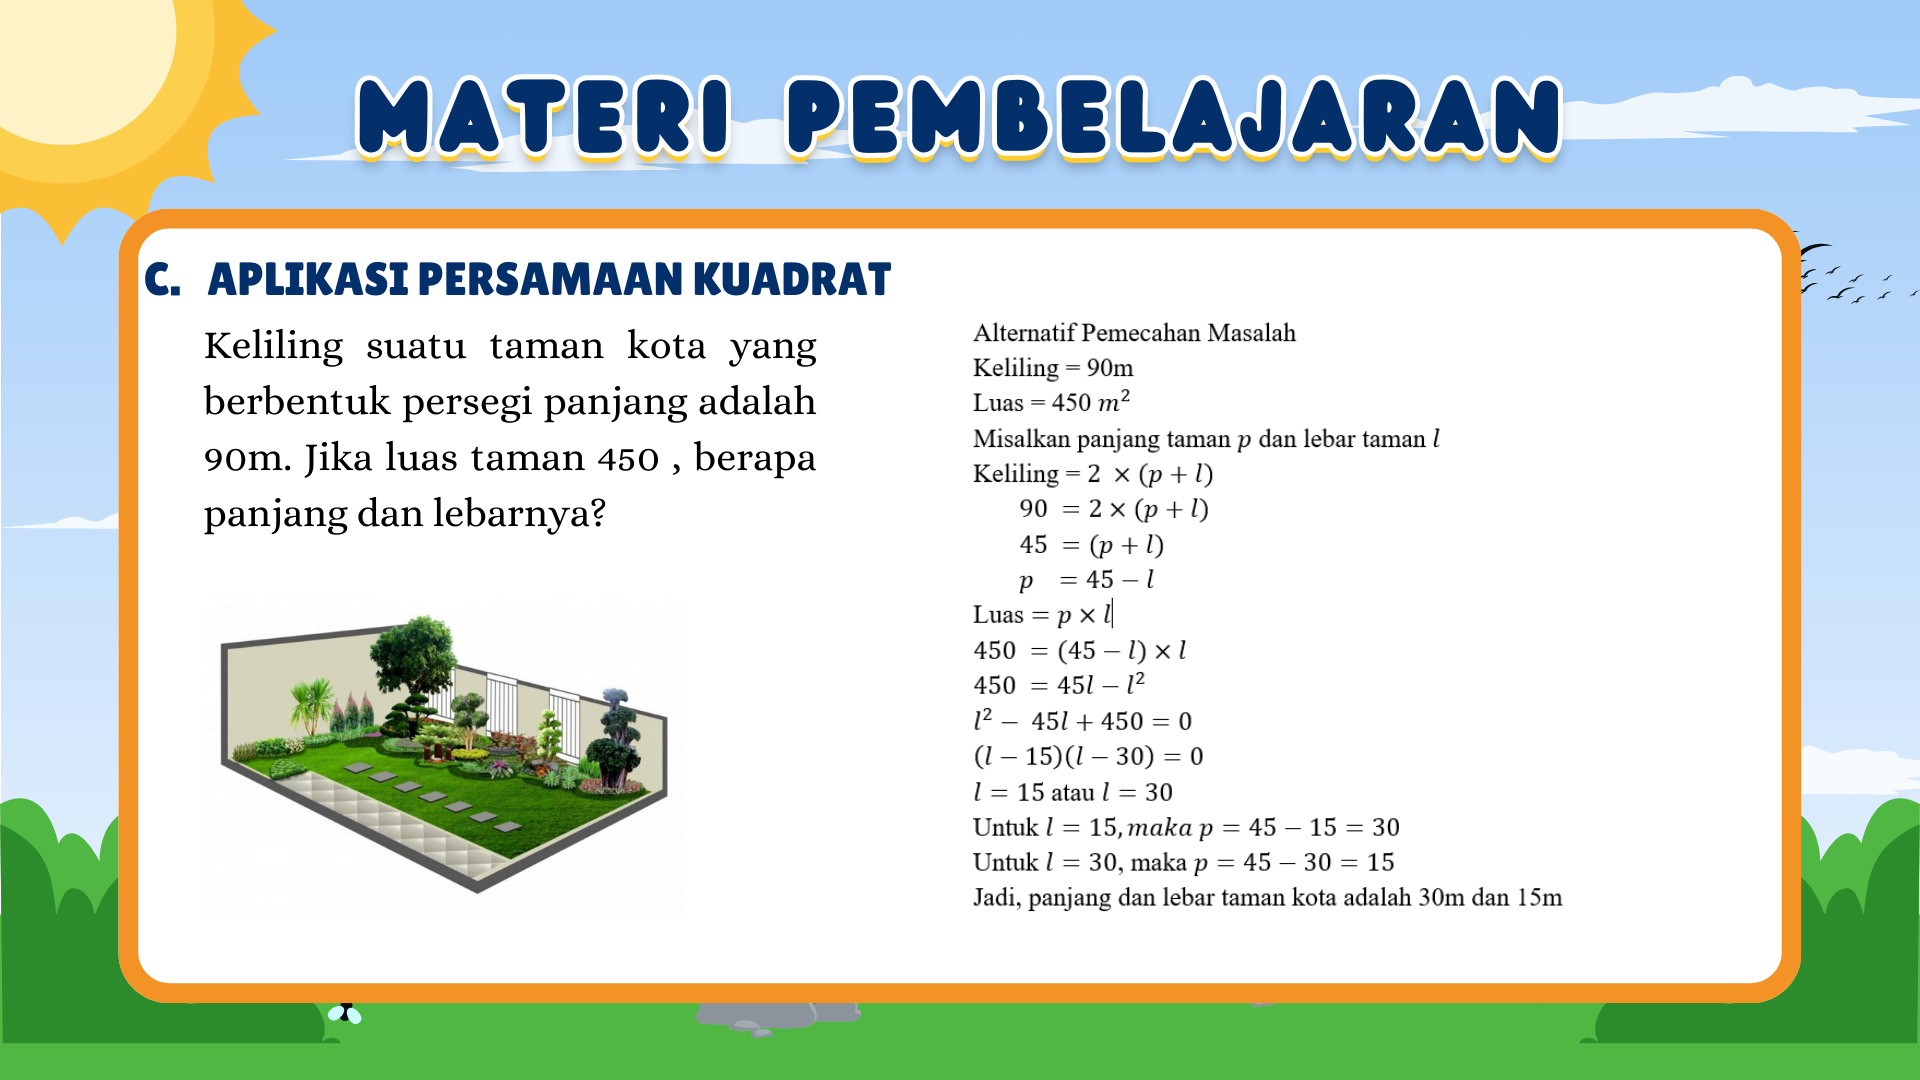 MATERI PEMBELAJARAN
C. APLIKASI PERSAMAAN KUADRAT
Keliling suatu taman kota yang
berbentuk persegi panjang adalah
90m. Jika luas taman 450 , berapa
panjang dan lebarnya?
Alternatif Pemecahan Masalah
Keliling = 90m
Luas = 450 m²
Misalkan panjang taman p dan lebar taman l
Keliling = 2 × (p + l)
90 = 2 × (p + l)
45 = (p + l)
p = 45 − l
Luas = p × l
450 = (45 − l) × l
450 = 45l − l²
l² − 45l + 450 = 0
(l − 15)(l − 30) = 0
l = 15 atau l = 30
Untuk l = 15, maka p = 45 − 15 = 30
Untuk l = 30, maka p = 45 − 30 = 15
Jadi, panjang dan lebar taman kota adalah 30m dan 15m